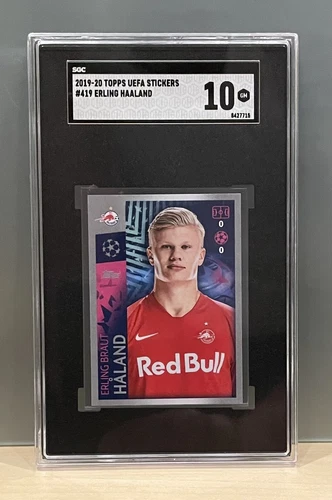 SGC
2019-20 TOPPS UEFA STICKERS
#419 ERLING HAALAND
10
GM
8427715
0
0
ERLING BRAUT
HÅLAND
Red Bull